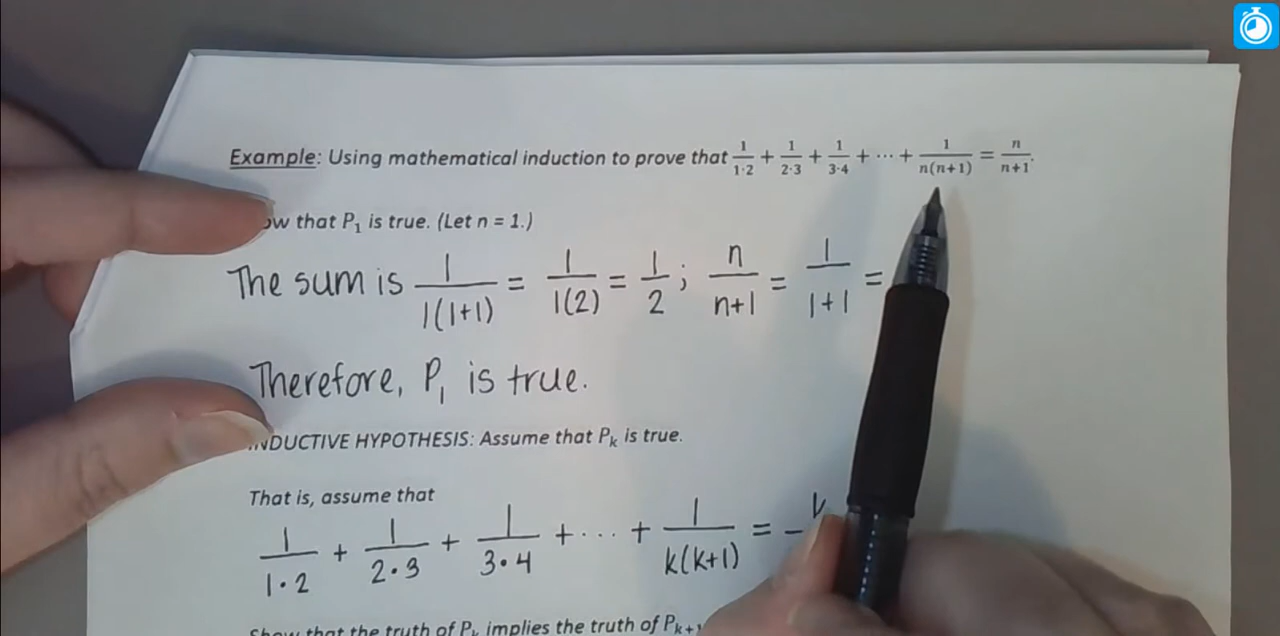 Example: Using mathematical induction to prove that 1/(1·2) + 1/(2·3) + 1/(3·4) + ⋯ + 1/(n(n+1)) = n/(n+1).
that P₁ is true. (Let n = 1.)
The sum is 1/(1(1+1)) = 1/(1(2)) = 1/2 ; n/(n+1) = 1/(1+1) =
Therefore, P₁ is true.
HYPOTHESIS: Assume that Pₖ is true.
That is, assume that
1/(1·2) + 1/(2·3) + 1/(3·4) + ··· + 1/(k(k+1)) =
Show that the truth of Pₖ implies the truth of Pₖ₊